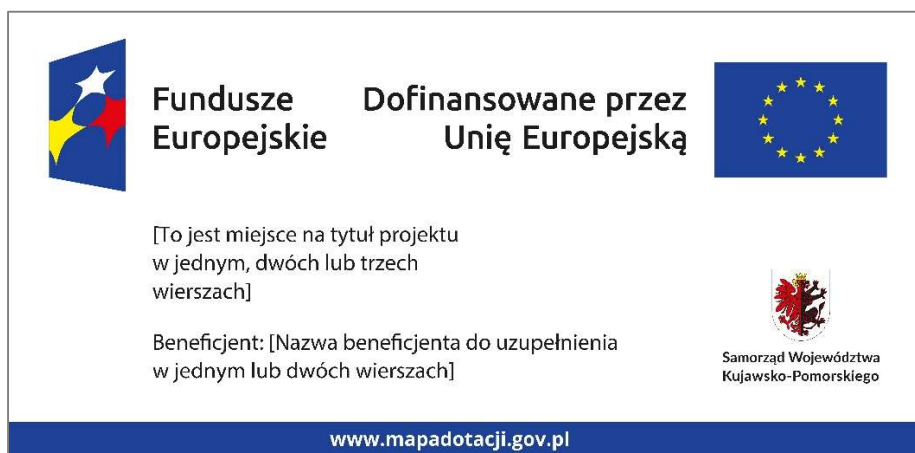 Fundusze
Europejskie
Dofinansowane przez
Unię Europejską
[To jest miejsce na tytuł projektu
w jednym, dwóch lub trzech
wierszach]
Beneficjent: [Nazwa beneficjenta do uzupełnienia
w jednym lub dwóch wierszach]
Samorząd Województwa
Kujawsko-Pomorskiego
www.mapadotacji.gov.pl